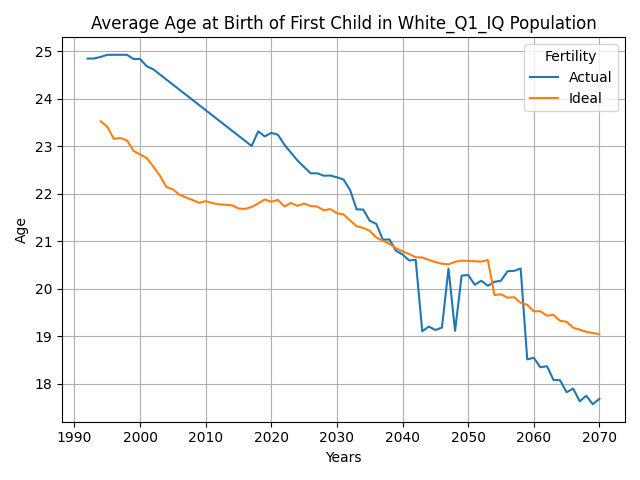 Average Age at Birth of First Child in White_Q1_IQ Population
Fertility
Actual
Ideal
Age
25
24
23
22
21
20
19
18
1990 2000 2010 2020 2030 2040 2050 2060 2070
Years